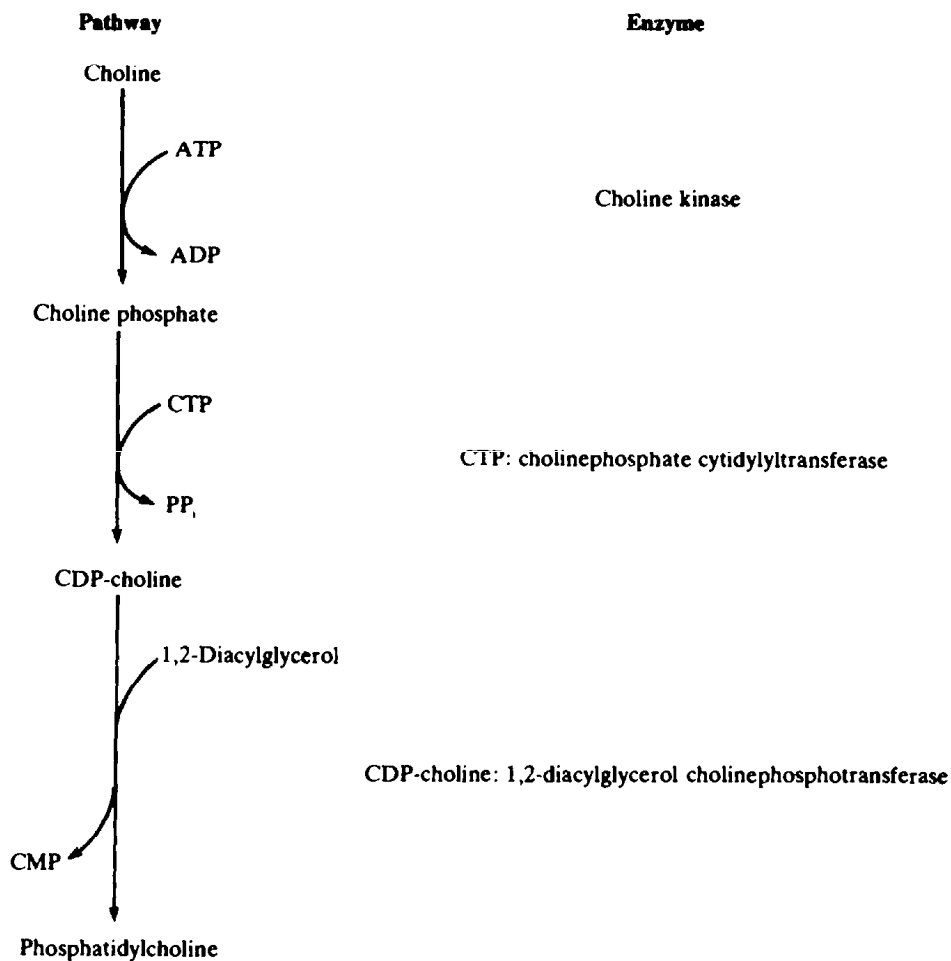 Pathway
Enzyme
Choline
ATP
Choline kinase
ADP
Choline phosphate
CTP
CTP: cholinephosphate cytidylyltransferase
PPi
CDP-choline
1,2-Diacylglycerol
CDP-choline: 1,2-diacylglycerol cholinephosphotransferase
CMP
Phosphatidylcholine